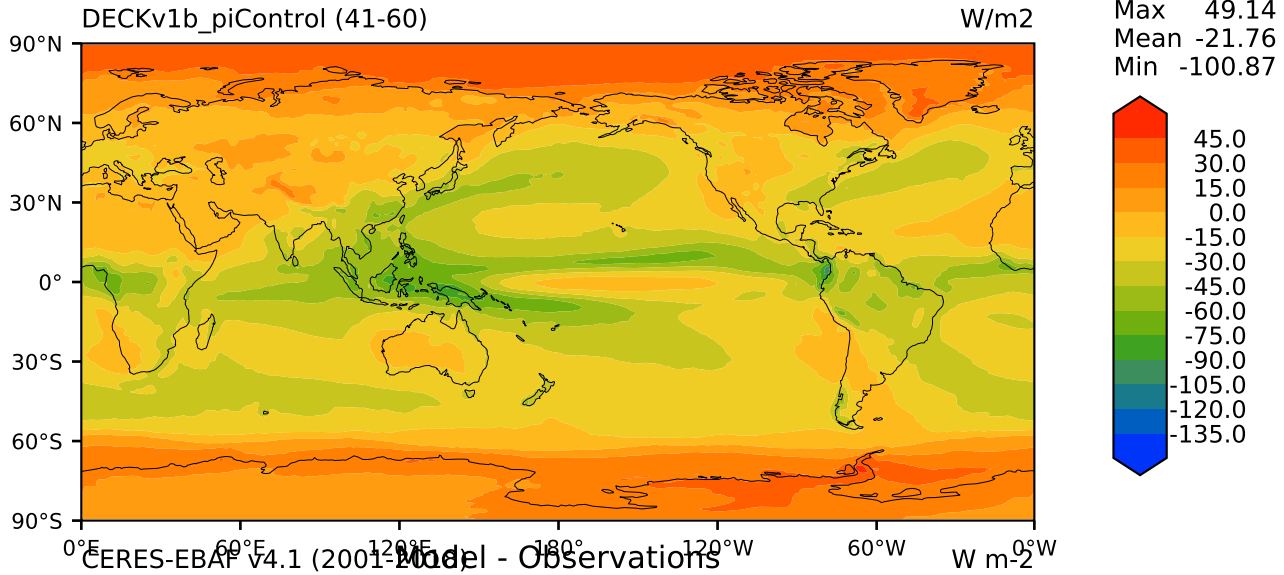 DECKv1b_piControl (41-60) W/m2
Max 49.14
Mean -21.76
Min -100.87
90°N
60°N
30°N
0°
30°S
60°S
90°S
45.0
30.0
15.0
0.0
-15.0
-30.0
-45.0
-60.0
-75.0
-90.0
-105.0
-120.0
-135.0
0°E 60°E 120°E 180° 120°W 60°W 0°W
CERES-EBAF v4.1 (2001-2018) Model - Observations W m-2